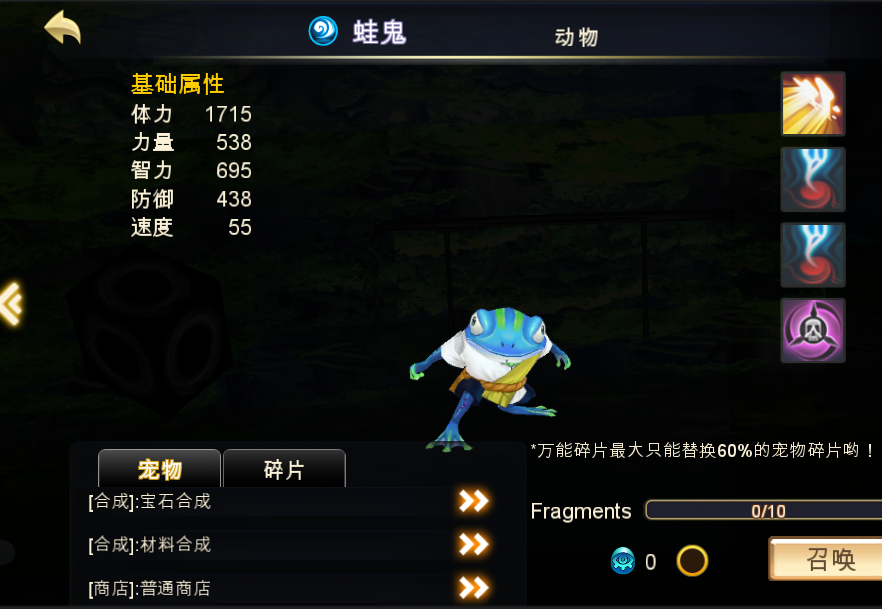 蛙鬼
动物
基础属性
体力 1715
力量 538
智力 695
防御 438
速度 55
*万能碎片最大只能替换60%的宠物碎片哟！
宠物 碎片
[合成]:宝石合成
[合成]:材料合成
[商店]:普通商店
Fragments 0/10
0
召唤